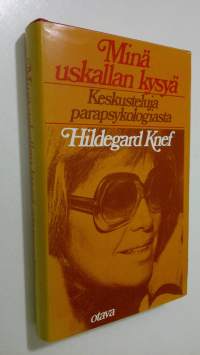 Minä
uskallan kysyä
Keskusteluja
parapsykologiasta
Hildegard Knef
otava